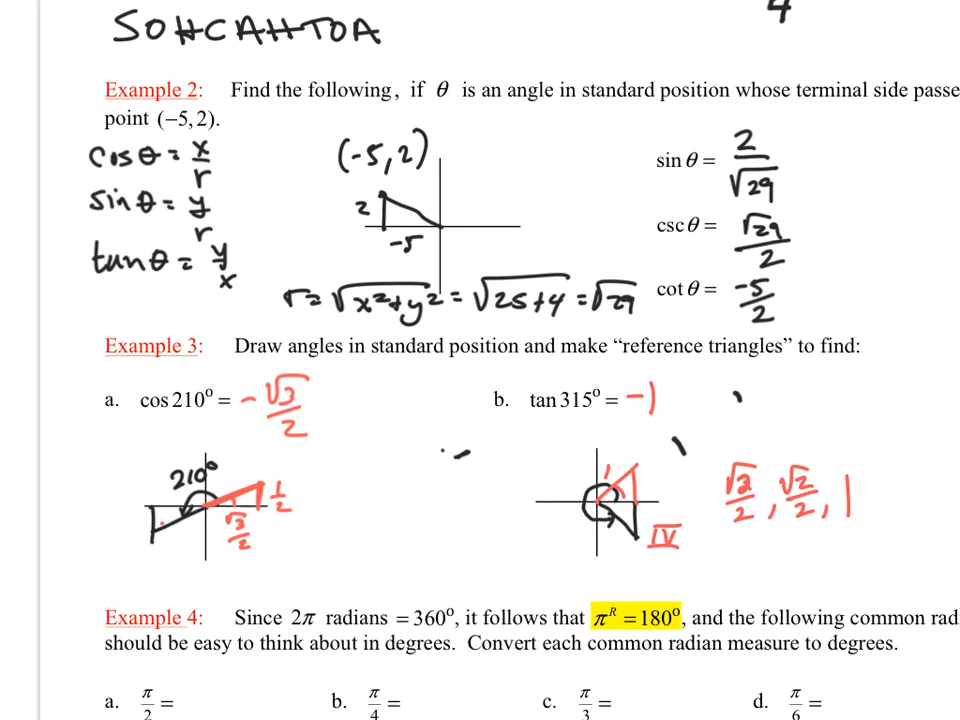 SOHCAHTOA
4
Example 2: Find the following, if θ is an angle in standard position whose terminal side passe
point (−5, 2).
cosθ = x/r
sinθ = y/r
tanθ = y/x
(-5, 2)
2
-5
r = √x²+y² = √25+4 = √29
sin θ = 2/√29
csc θ = √29/2
cot θ = -5/2
Example 3: Draw angles in standard position and make “reference triangles” to find:
a. cos 210° = -√3/2
b. tan 315° = -1
210°
1/2
√3/2
1
IV
√2/2, √2/2, 1
Example 4: Since 2π radians = 360°, it follows that π^R = 180°, and the following common rad
should be easy to think about in degrees. Convert each common radian measure to degrees.
a. π/2 = b. π/4 = c. π/3 = d. π/6 =